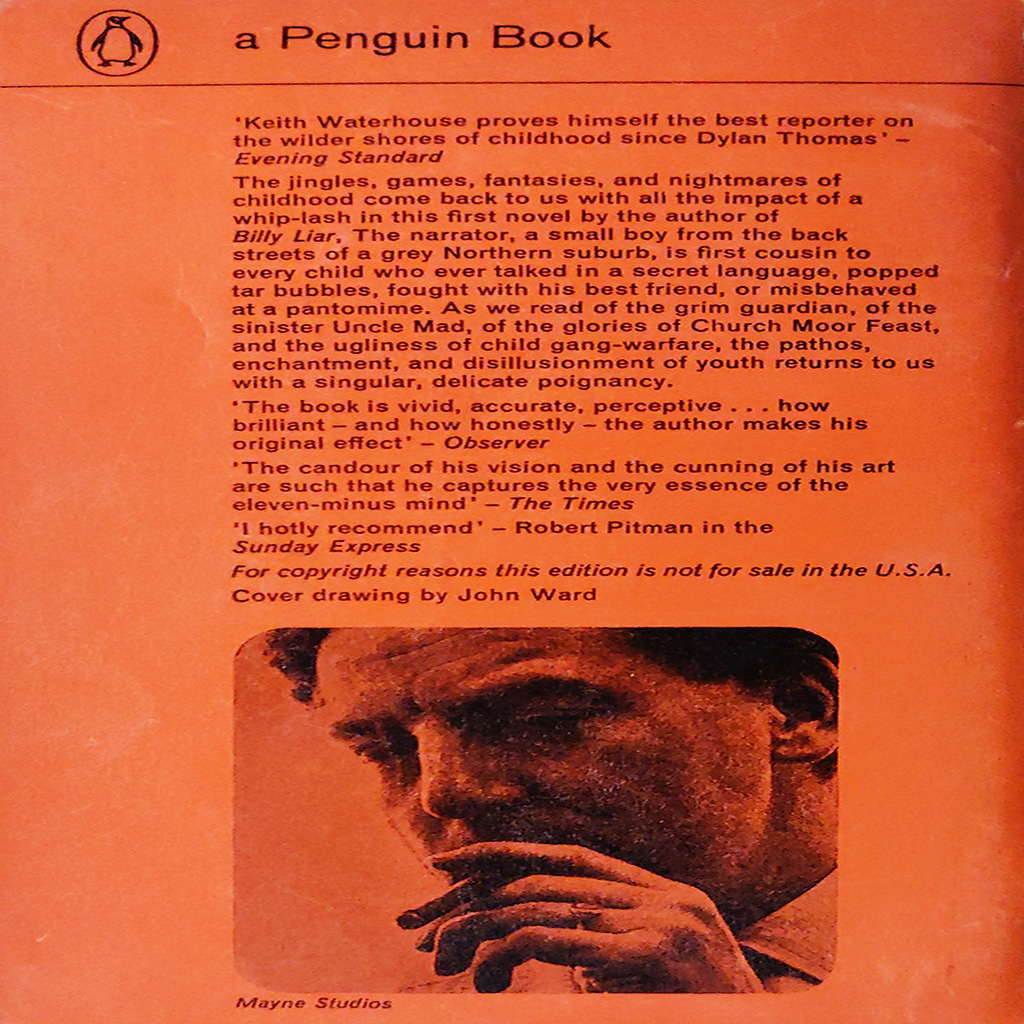 a Penguin Book
'Keith Waterhouse proves himself the best reporter on
the wilder shores of childhood since Dylan Thomas' –
Evening Standard
The jingles, games, fantasies, and nightmares of
childhood come back to us with all the impact of a
whip-lash in this first novel by the author of
Billy Liar. The narrator, a small boy from the back
streets of a grey Northern suburb, is first cousin to
every child who ever talked in a secret language, popped
tar bubbles, fought with his best friend, or misbehaved
at a pantomime. As we read of the grim guardian, of the
sinister Uncle Mad, of the glories of Church Moor Feast,
and the ugliness of child gang-warfare, the pathos,
enchantment, and disillusionment of youth returns to us
with a singular, delicate poignancy.
'The book is vivid, accurate, perceptive . . . how
brilliant – and how honestly – the author makes his
original effect' – Observer
'The candour of his vision and the cunning of his art
are such that he captures the very essence of the
eleven-minus mind' – The Times
'I hotly recommend' – Robert Pitman in the
Sunday Express
For copyright reasons this edition is not for sale in the U.S.A.
Cover drawing by John Ward
Mayne Studios